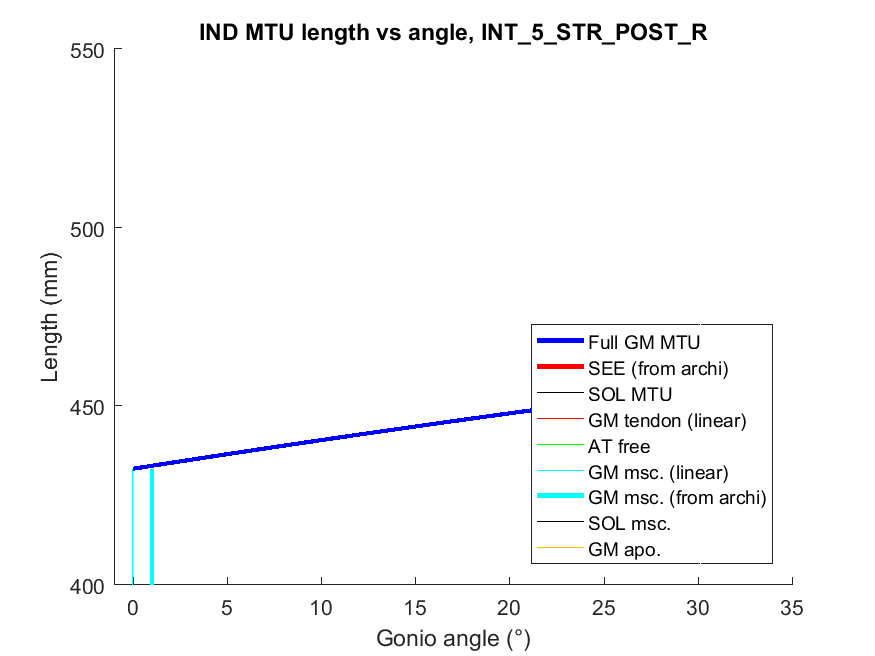 IND MTU length vs angle, INT_5_STR_POST_R
550
500
450
400
Length (mm)
Full GM MTU
SEE (from archi)
SOL MTU
GM tendon (linear)
AT free
GM msc. (linear)
GM msc. (from archi)
SOL msc.
GM apo.
0 5 10 15 20 25 30 35
Gonio angle (°)